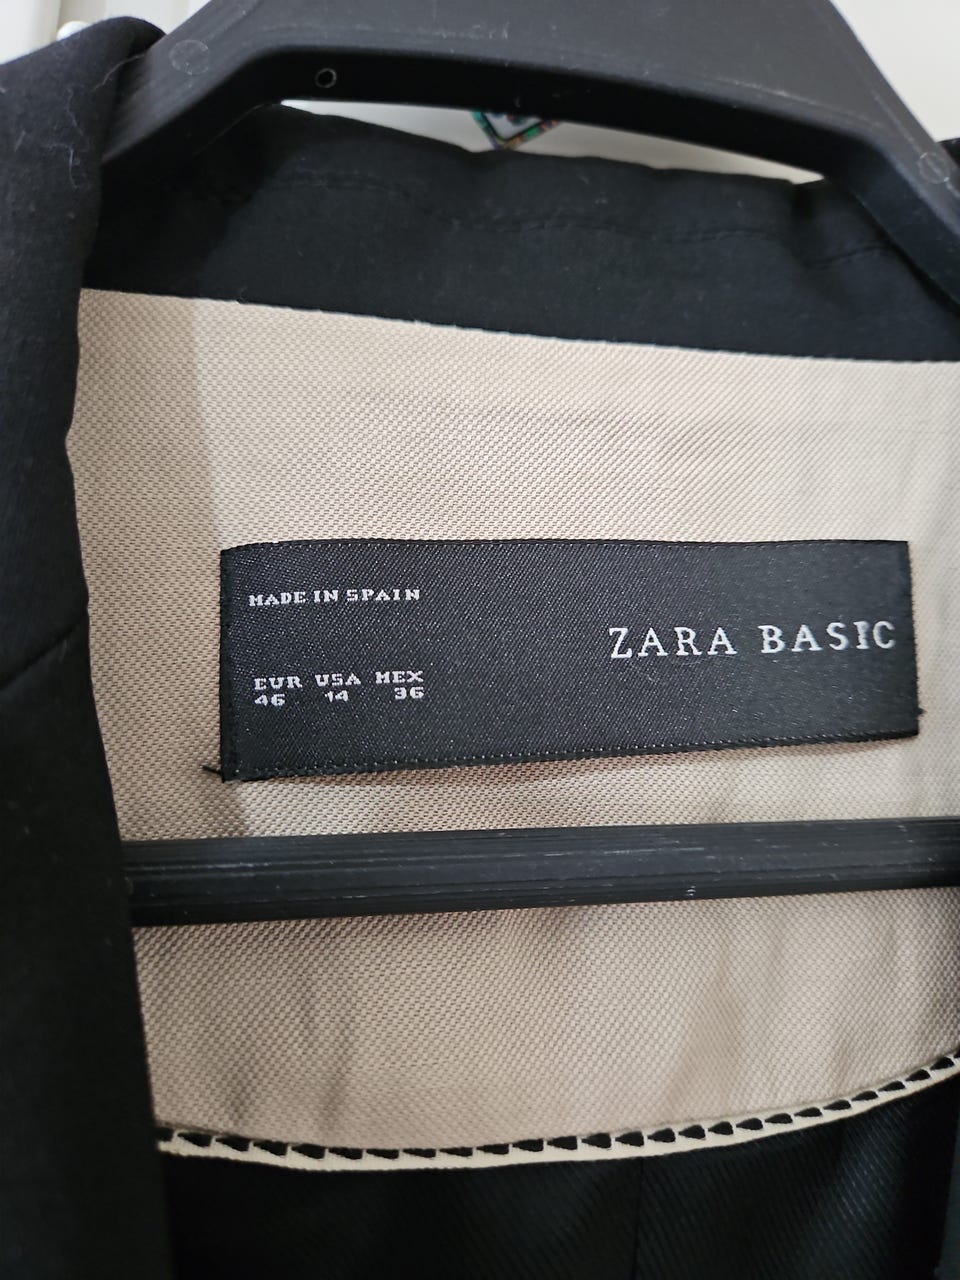 MADE IN SPAIN
ZARA BASIC
EUR USA MEX
46 14 36